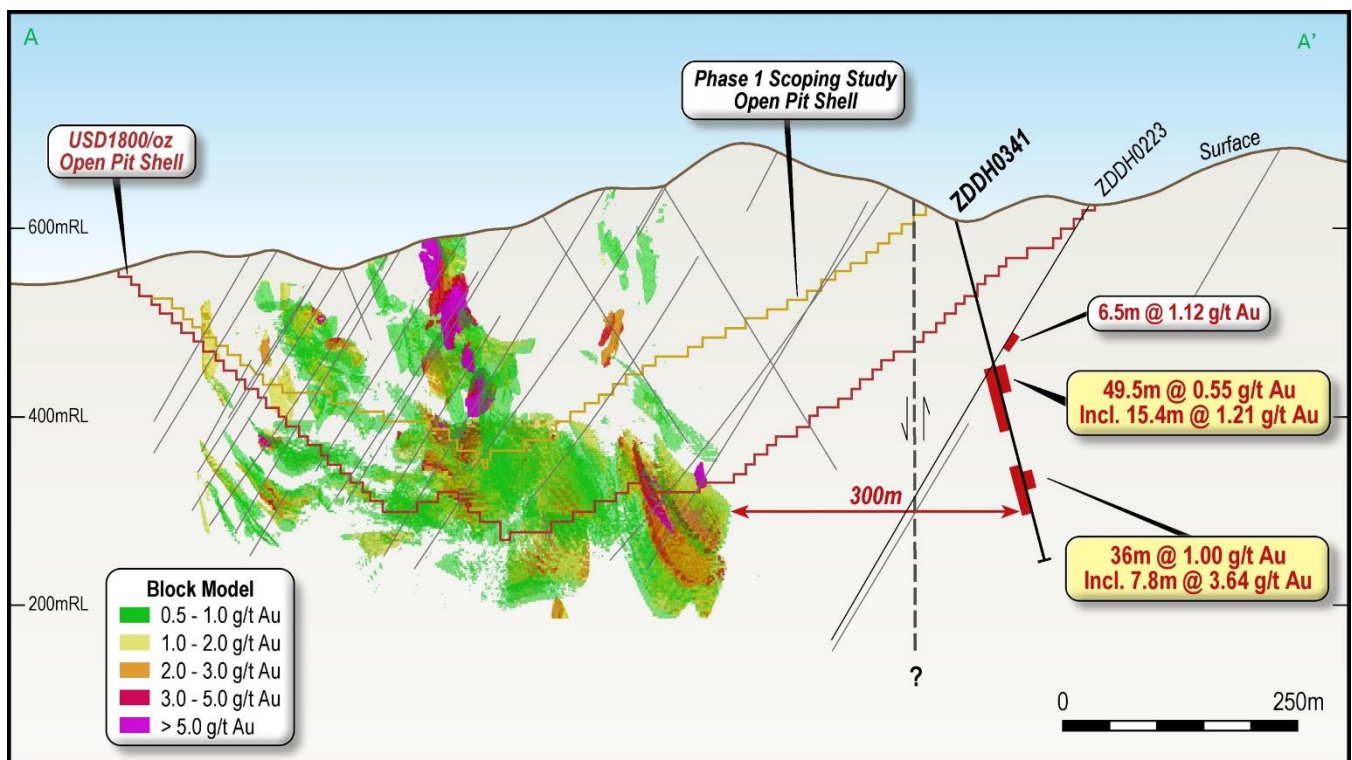 A
A'
Phase 1 Scoping Study
Open Pit Shell
USD1800/oz
Open Pit Shell
ZDDH0341
ZDDH0223
Surface
600mRL
6.5m @ 1.12 g/t Au
49.5m @ 0.55 g/t Au
Incl. 15.4m @ 1.21 g/t Au
400mRL
300m
36m @ 1.00 g/t Au
Incl. 7.8m @ 3.64 g/t Au
Block Model
0.5 - 1.0 g/t Au
1.0 - 2.0 g/t Au
2.0 - 3.0 g/t Au
3.0 - 5.0 g/t Au
> 5.0 g/t Au
200mRL
?
0 250m